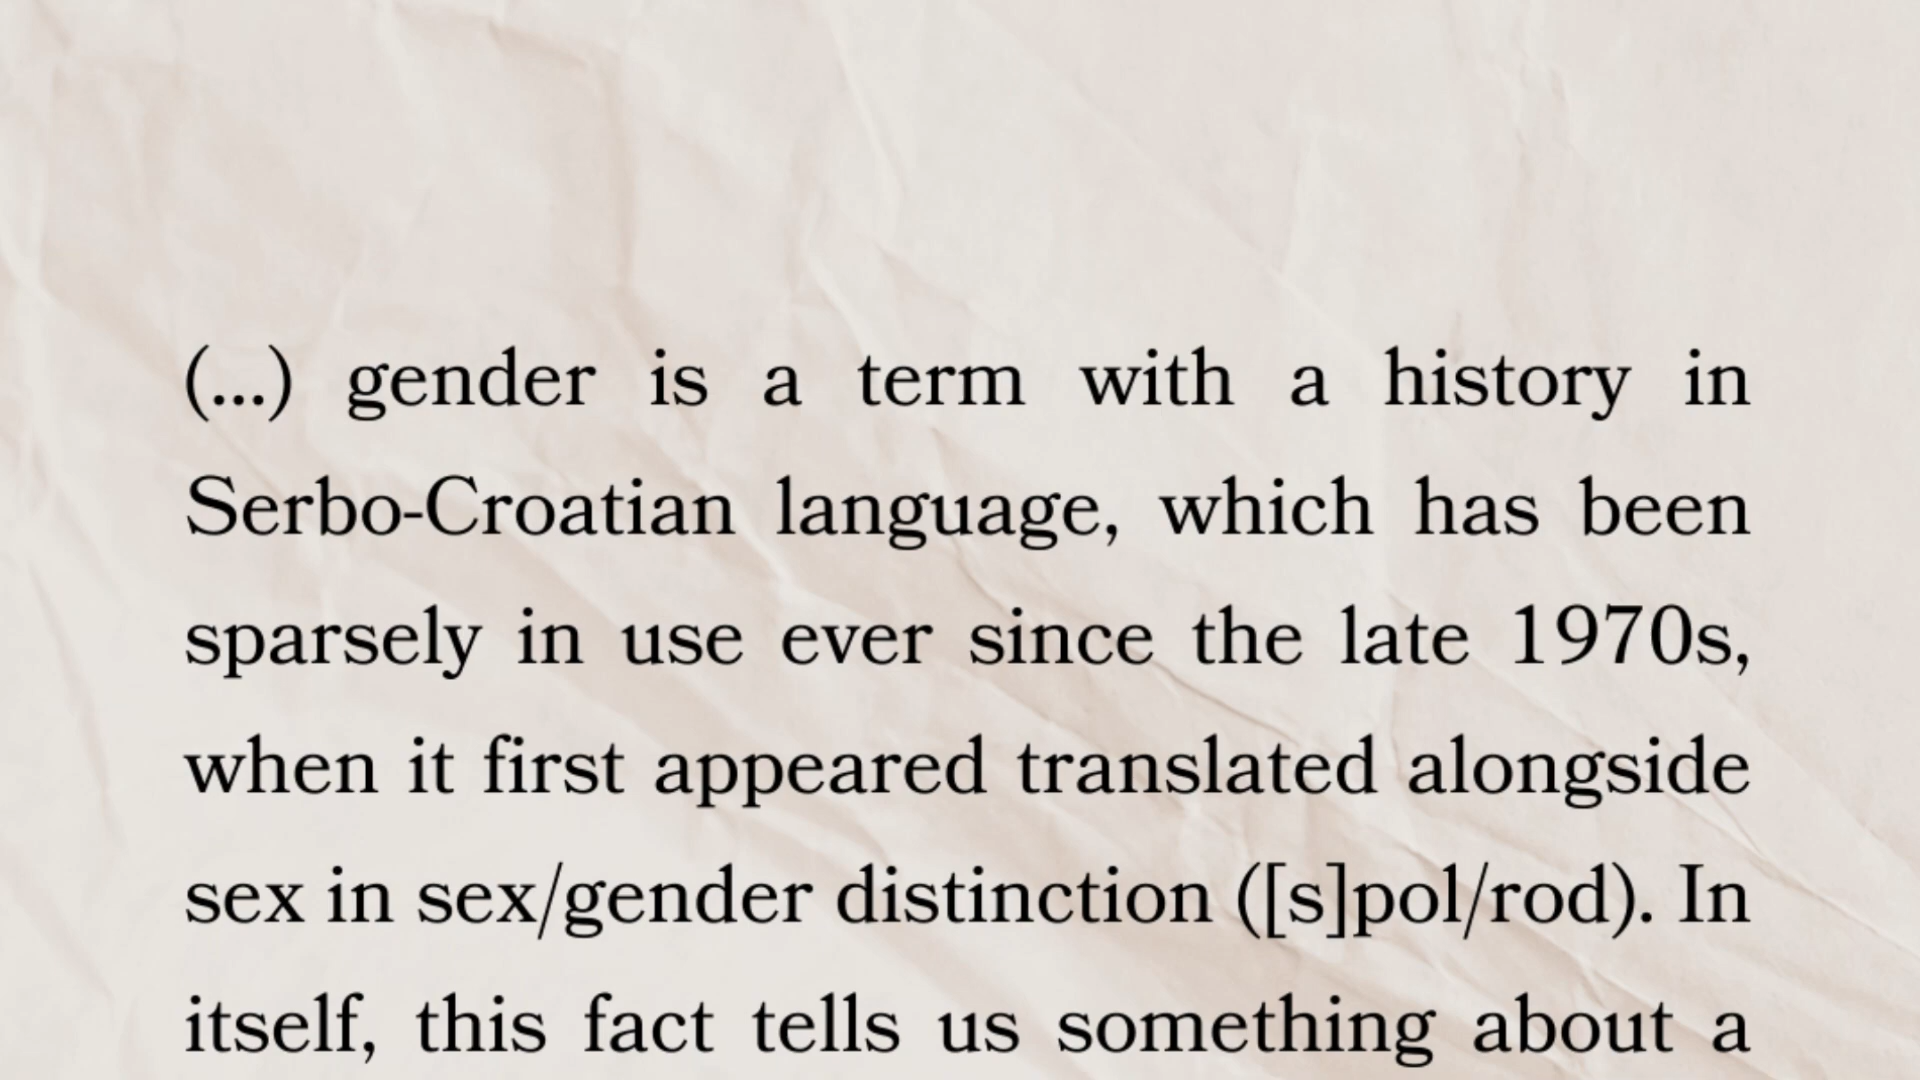 (...) gender is a term with a history in
Serbo-Croatian language, which has been
sparsely in use ever since the late 1970s,
when it first appeared translated alongside
sex in sex/gender distinction ([s]pol/rod). In
itself, this fact tells us something about a